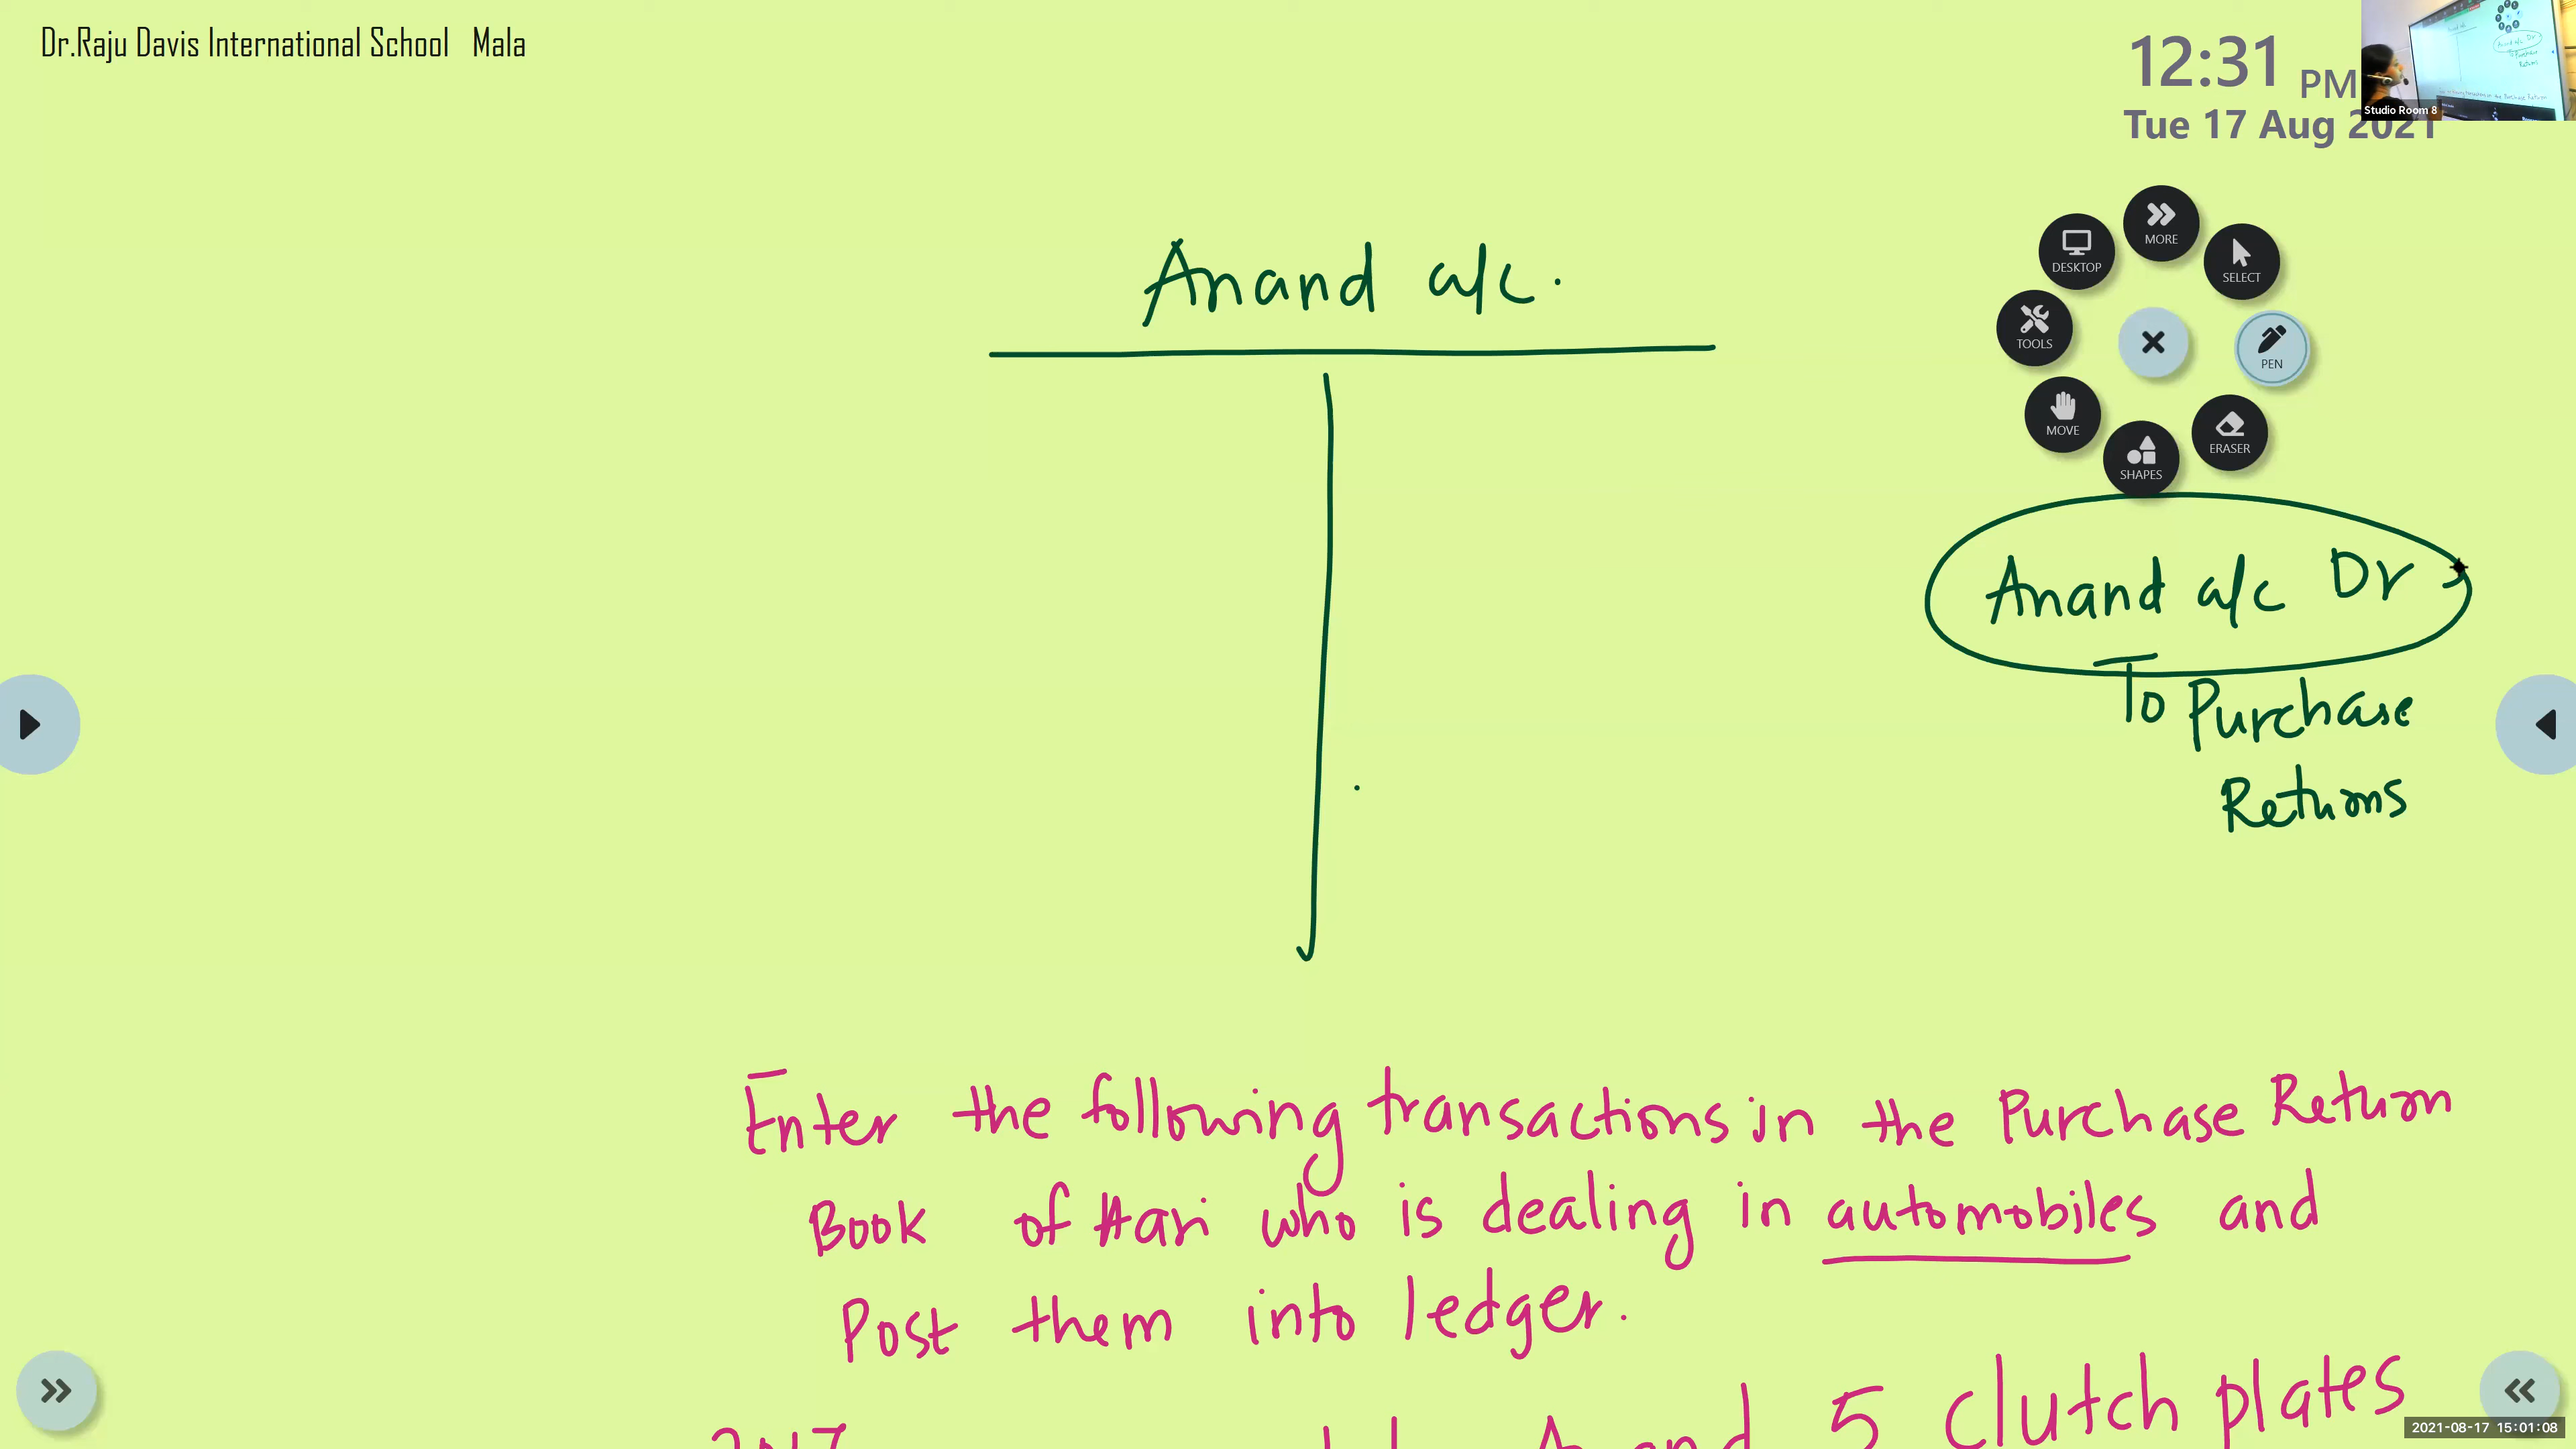 Dr.Raju Davis International School Mala
12:31 PM
Tue 17 Aug 2021
Studio Room 8
MORE
DESKTOP
SELECT
TOOLS
PEN
MOVE
ERASER
SHAPES
Anand a/c.
Anand a/c Dr
To Purchase
Returns
Enter the following transactions in the Purchase Return
Book of Hari who is dealing in automobiles and
Post them into ledger.
5 clutch plates
2021-08-17 15:01:08